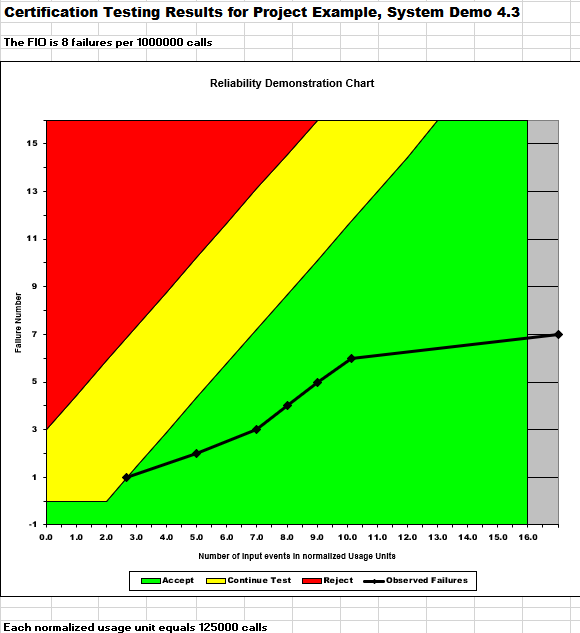 Certification Testing Results for Project Example, System Demo 4.3
The FIO is 8 failures per 1000000 calls
Reliability Demonstration Chart
15
13
11
9
7
5
3
1
-1
Failure Number
0.0 1.0 2.0 3.0 4.0 5.0 6.0 7.0 8.0 9.0 10.0 11.0 12.0 13.0 14.0 15.0 16.0
Number of Input events in normalized Usage Units
Accept Continue Test Reject Observed Failures
Each normalized usage unit equals 125000 calls